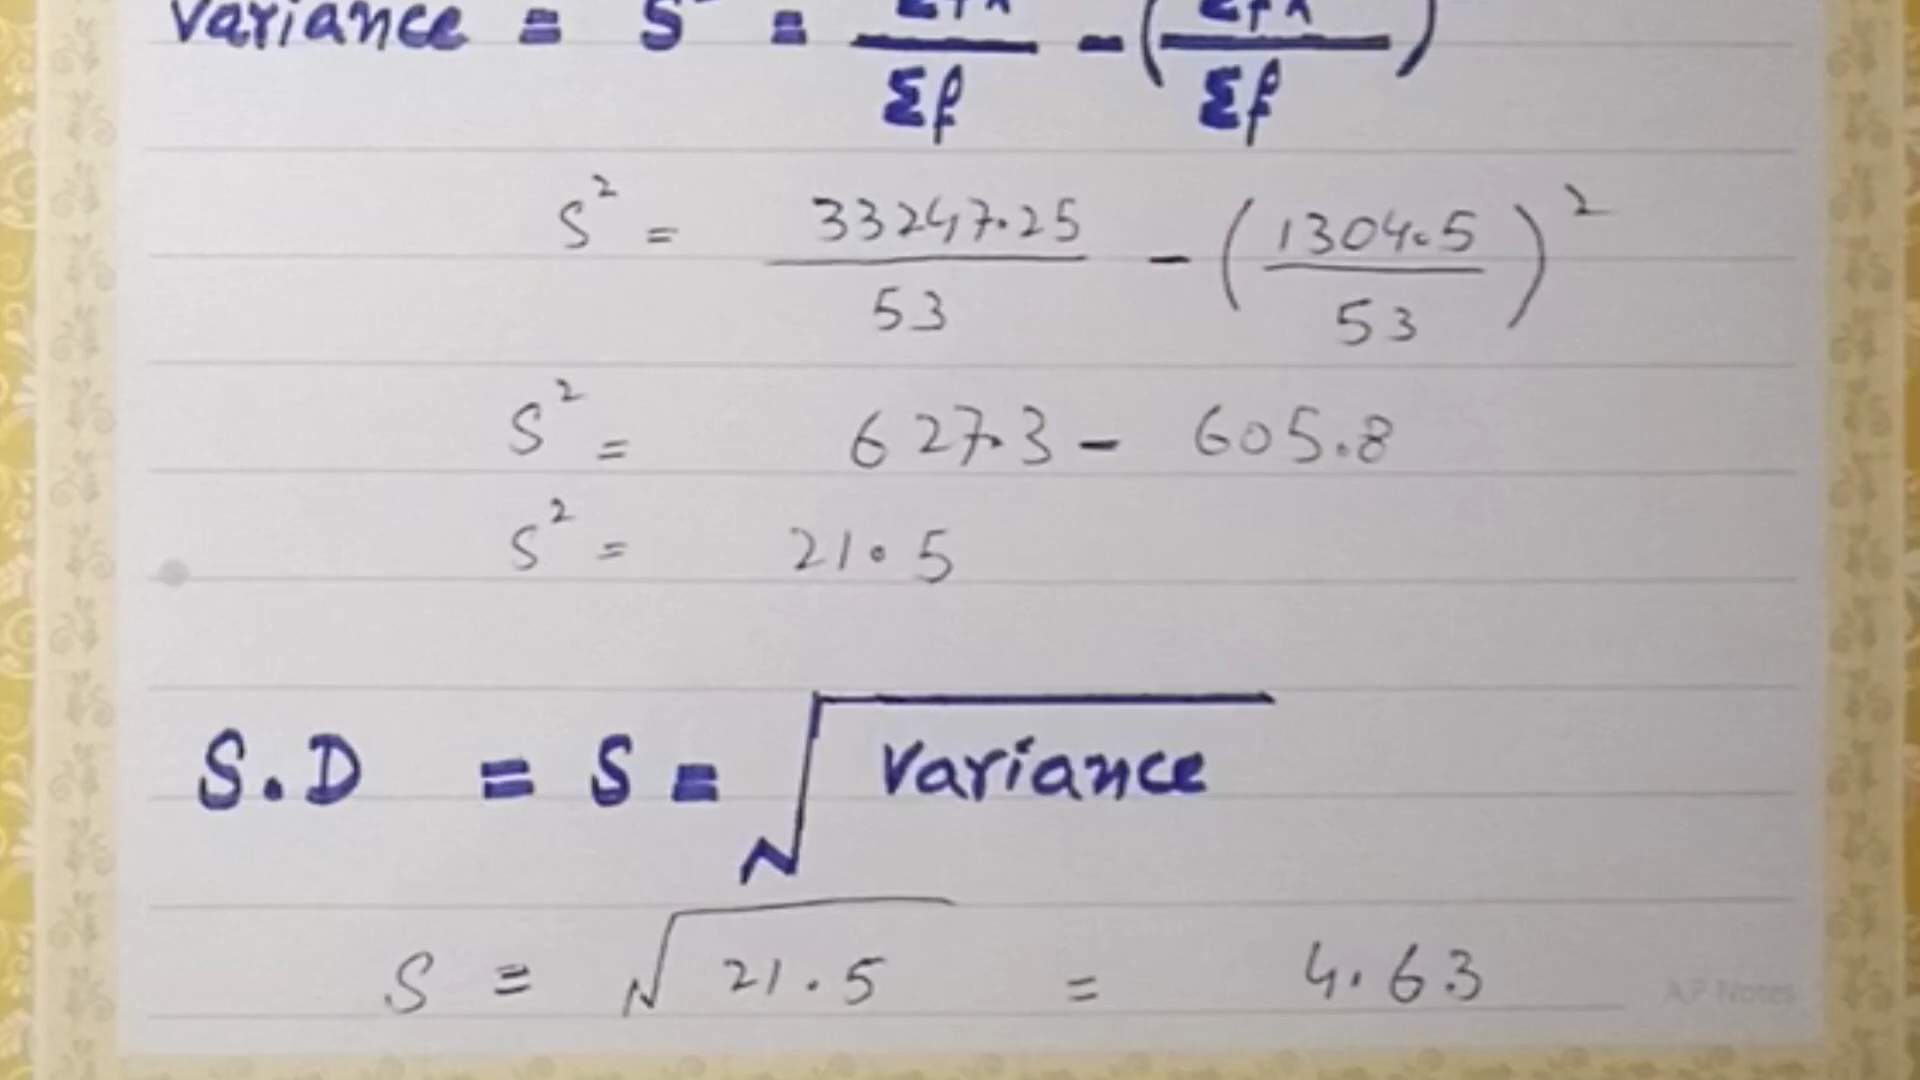 Variance = S² = Σfx² / Σf - (Σfx / Σf)
S² = 33247.25 / 53 - (1304.5 / 53)²
S² = 627.3 - 605.8
S² = 21.5
S.D = S = √Variance
S = √21.5 = 4.63
A.P Notes